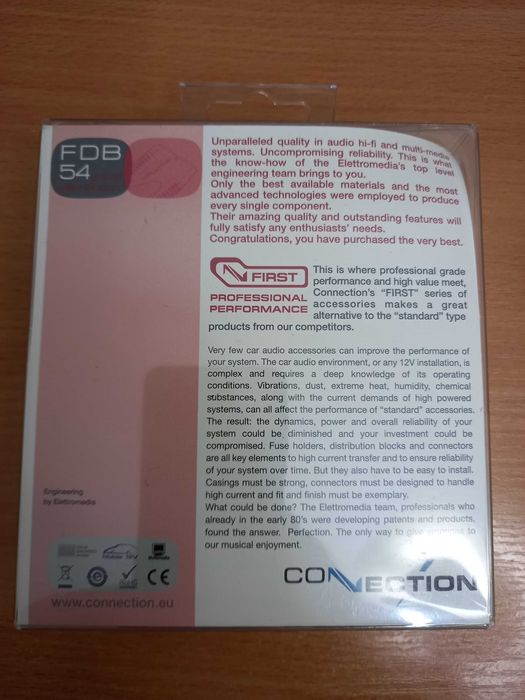 FDB
54
Unparalleled quality in audio hi-fi and multi-media
systems. Uncompromising reliability. This is what
the know-how of the Elettromedia's top level
engineering team brings to you.
Only the best available materials and the most
advanced technologies were employed to produce
every single component.
Their amazing quality and outstanding features will
fully satisfy any enthusiasts' needs.
Congratulations, you have purchased the very best.
FIRST
PROFESSIONAL
PERFORMANCE
This is where professional grade
performance and high value meet,
Connection's "FIRST" series of
accessories makes a great
alternative to the "standard" type
products from our competitors.
Very few car audio accessories can improve the performance of
your system. The car audio environment, or any 12V installation, is
complex and requires a deep knowledge of its operating
conditions. Vibrations, dust, extreme heat, humidity, chemical
substances, along with the current demands of high powered
systems, can all affect the performance of "standard" accessories.
The result: the dynamics, power and overall reliability of your
system could be diminished and your investment could be
compromised. Fuse holders, distribution blocks and connectors
are all key elements to high current transfer and to ensure reliability
of your system over time. But they also have to be easy to install.
Casings must be strong, connectors must be designed to handle
high current and fit and finish must be exemplary.
What could be done? The Elettromedia team, professionals who
already in the early 80's were developing patents and products,
found the answer. Perfection. The only way to give emotions to
our musical enjoyment.
Engineering
by Elettromedia
multimedia
RoHS
CE
www.connection.eu
CONNECTION